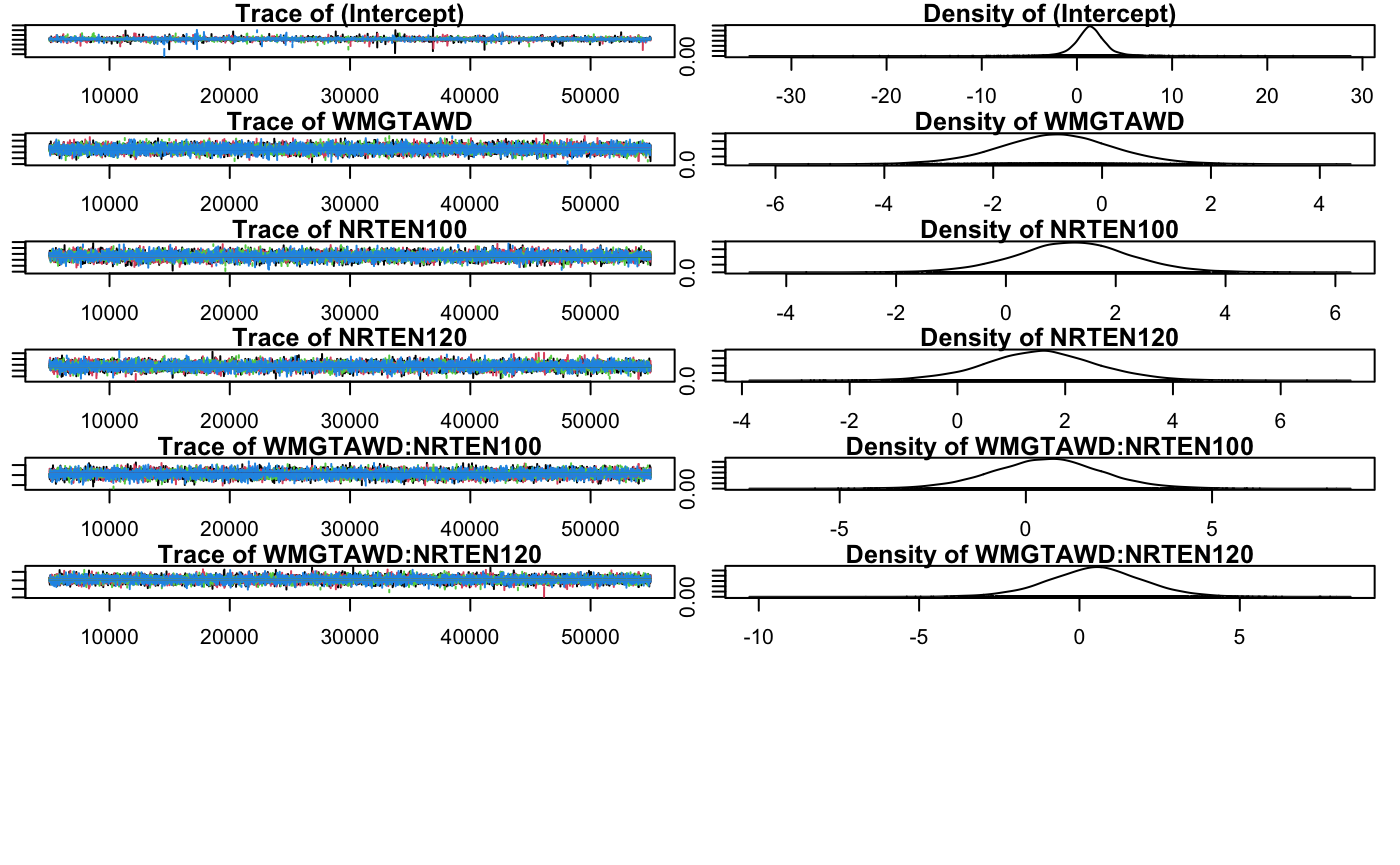 Trace of (Intercept) Density of (Intercept)
0.00
10000 20000 30000 40000 50000 -30 -20 -10 0 10 20 30
Trace of WMGTAWD Density of WMGTAWD
0.0
10000 20000 30000 40000 50000 -6 -4 -2 0 2 4
Trace of NRTEN100 Density of NRTEN100
0.0
10000 20000 30000 40000 50000 -4 -2 0 2 4 6
Trace of NRTEN120 Density of NRTEN120
0.0
10000 20000 30000 40000 50000 -4 -2 0 2 4 6
Trace of WMGTAWD:NRTEN100 Density of WMGTAWD:NRTEN100
0.00
10000 20000 30000 40000 50000 -5 0 5
Trace of WMGTAWD:NRTEN120 Density of WMGTAWD:NRTEN120
0.00
10000 20000 30000 40000 50000 -10 -5 0 5